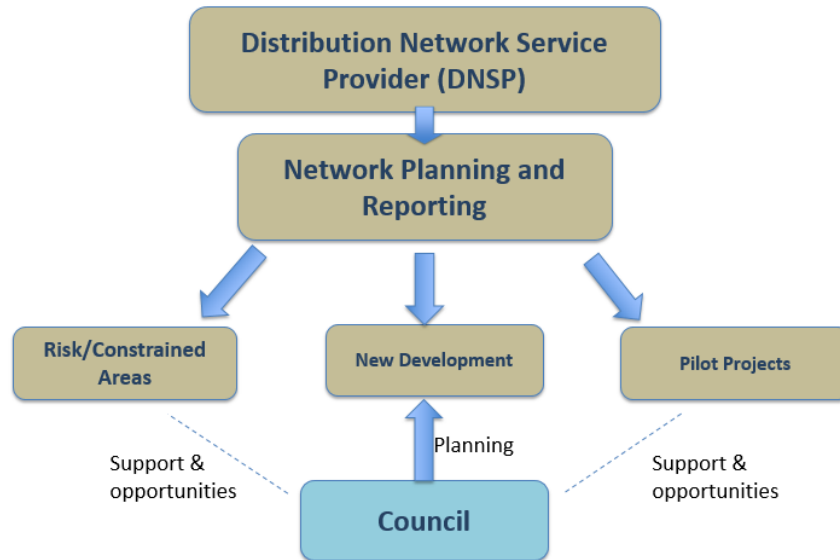 Distribution Network Service
Provider (DNSP)
Network Planning and
Reporting
Risk/Constrained
Areas
New Development
Pilot Projects
Planning
Support &
opportunities
Support &
opportunities
Council